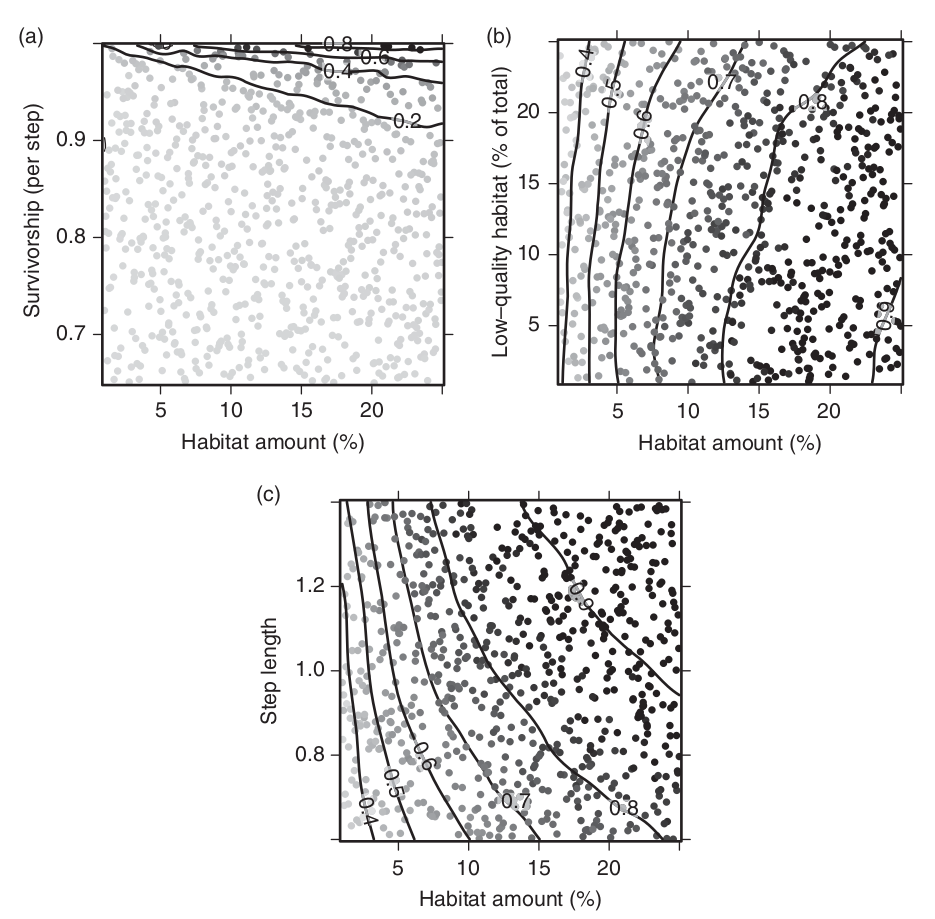 (a)
Survivorship (per step)
0.9
0.8
0.7
0.8
0.6
0.4
0.2
5 10 15 20
Habitat amount (%)
(b)
Low–quality habitat (% of total)
20
15
10
5
0.4
0.5
0.6
0.7
0.8
0.9
5 10 15 20
Habitat amount (%)
(c)
Step length
1.2
1.0
0.8
0.9
0.4
0.5
0.6
0.7
0.8
5 10 15 20
Habitat amount (%)